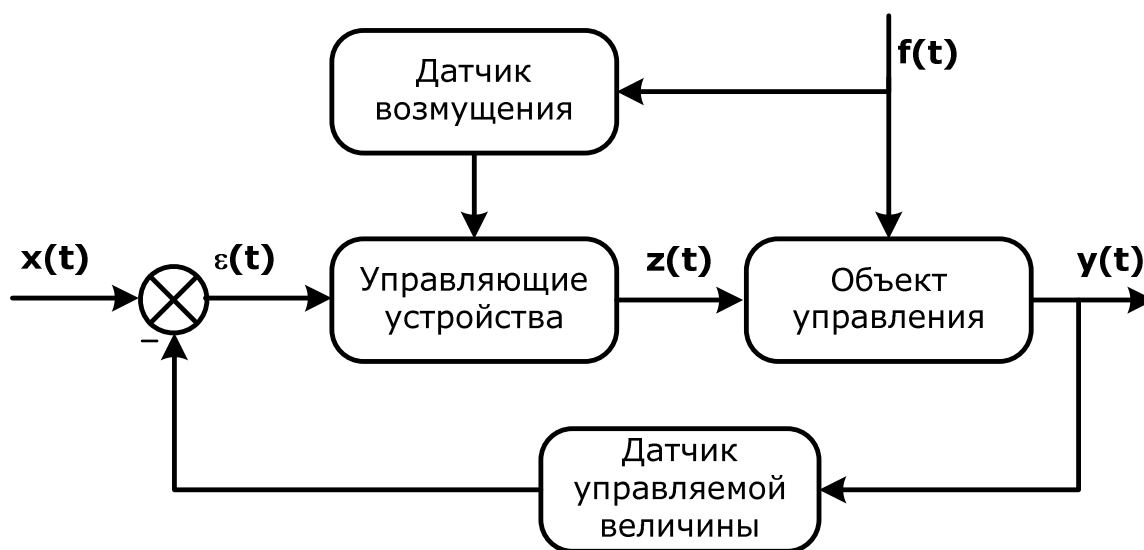 f(t)
Датчик
возмущения
x(t)
ε(t)
Управляющие
устройства
z(t)
Объект
управления
y(t)
–
Датчик
управляемой
величины